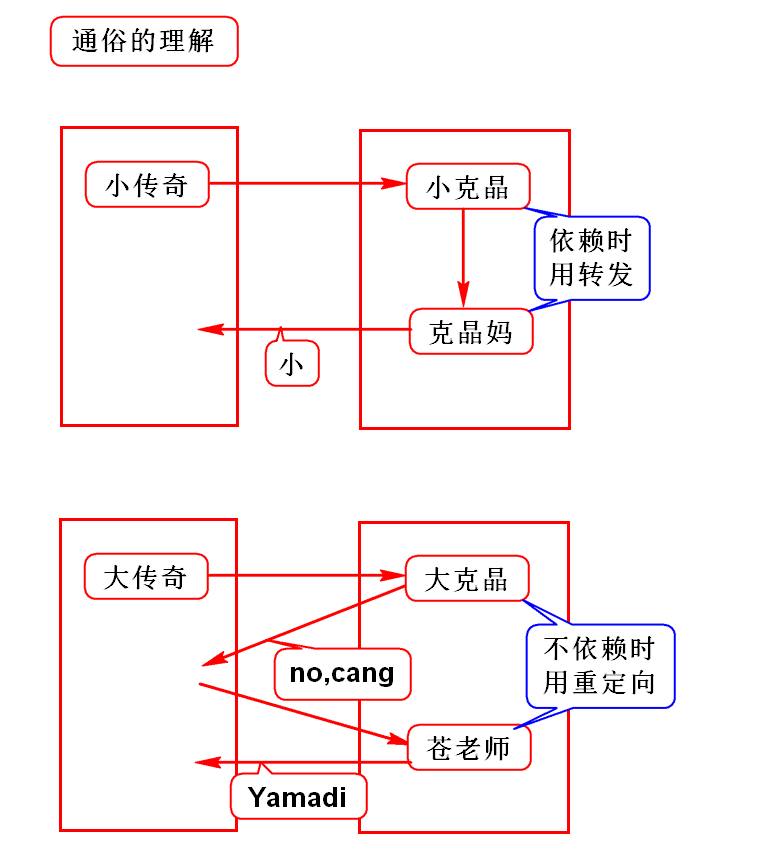 通俗的理解
小传奇
小克晶
依赖时
用转发
克晶妈
小
大传奇
大克晶
no,cang
不依赖时
用重定向
苍老师
Yamadi